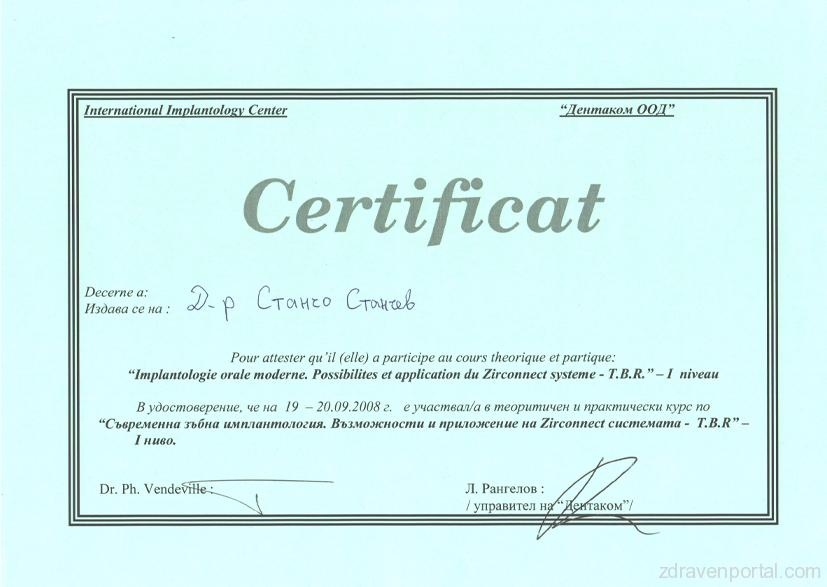 International Implantology Center “Дентаком ООД”
Certificat
Decerne a:
Издава се на : Д-р Станко Станчев
Pour attester qu’il (elle) a participe au cours theorique et partique:
“Implantologie orale moderne. Possibilites et application du Zirconnect systeme - T.B.R.” – I niveau
В удостоверение, че на 19 – 20.09.2008 г. е участвал/а в теоритичен и практически курс по
“Съвременна зъбна имплантология. Възможности и приложение на Zirconnect системата - T.B.R” –
I ниво.
Dr. Ph. Vendeville : Л. Рангелов :
/ управител на “Дентаком”/
zdravenportal.com